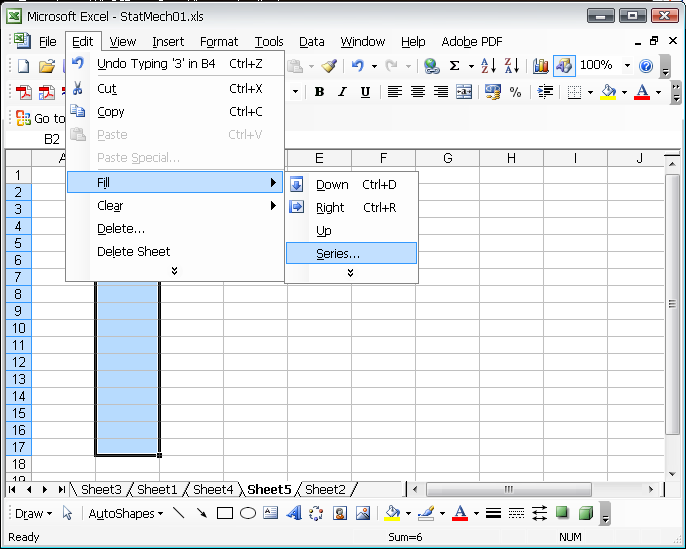 Microsoft Excel - StatMech01.xls
File Edit View Insert Format Tools Data Window Help Adobe PDF
Σ A Z Z A 100% ?
B I U % A
Go to
B2
Undo Typing '3' in B4 Ctrl+Z
Cut Ctrl+X
Copy Ctrl+C
Paste Ctrl+V
Paste Special...
Fill
Clear
Delete...
Delete Sheet
Down Ctrl+D
Right Ctrl+R
Up
Series...
E F G H I J
1
2
3
4
5
6
7
8
9
10
11
12
13
14
15
16
17
18
Sheet3 Sheet1 Sheet4 Sheet5 Sheet2
Draw AutoShapes A A
Ready Sum=6 NUM